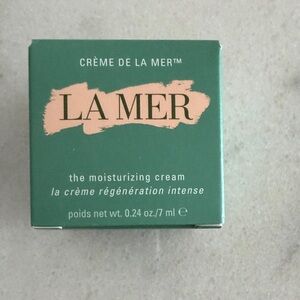 CRÈME DE LA MER™
LA MER
the moisturizing cream
la crème régénération intense
poids net wt. 0.24 oz./7 ml ℮